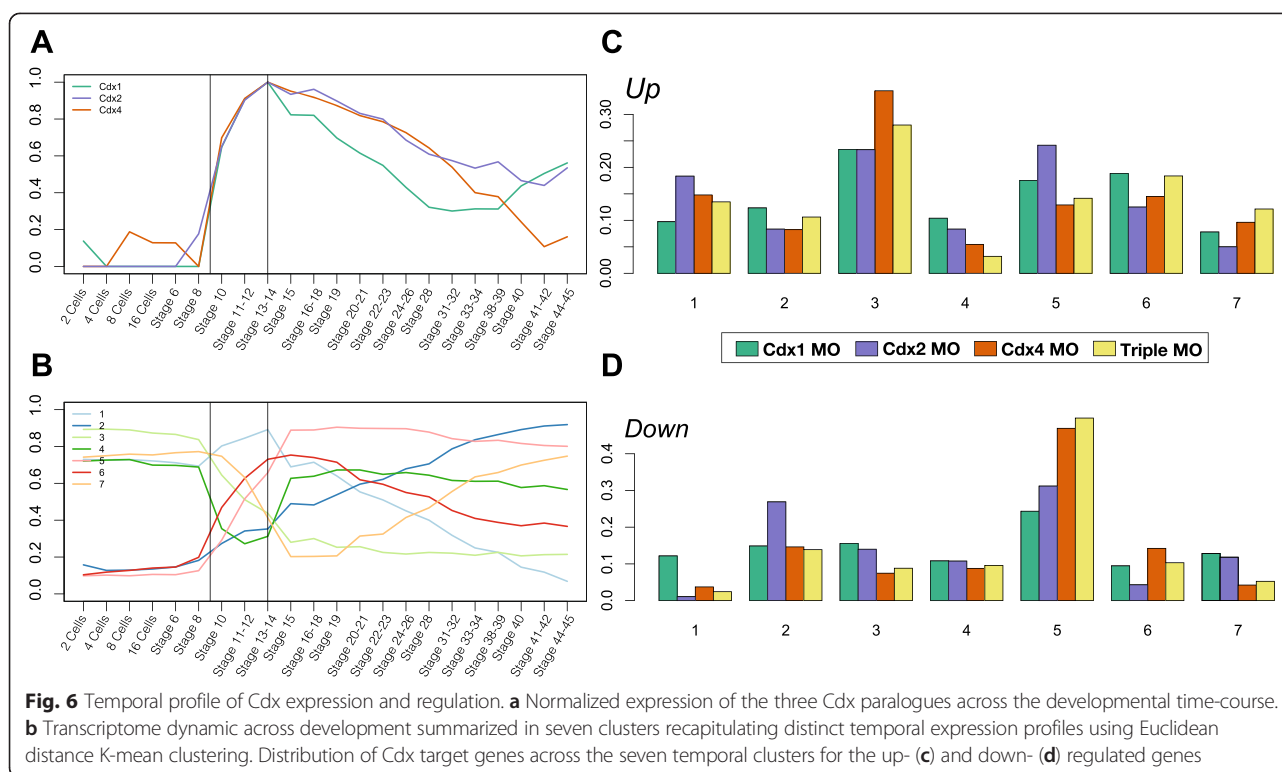 A
1.0
0.8
0.6
0.4
0.2
0.0
Cdx1
Cdx2
Cdx4
2 Cells
4 Cells
8 Cells
16 Cells
Stage 6
Stage 8
Stage 10
Stage 11-12
Stage 13-14
Stage 15
Stage 16-18
Stage 19
Stage 20-21
Stage 22-23
Stage 24-26
Stage 28
Stage 31-32
Stage 33-34
Stage 38-39
Stage 40
Stage 41-42
Stage 44-45
B
1.0
0.8
0.6
0.4
0.2
0.0
1
2
3
4
5
6
7
2 Cells
4 Cells
8 Cells
16 Cells
Stage 6
Stage 8
Stage 10
Stage 11-12
Stage 13-14
Stage 15
Stage 16-18
Stage 19
Stage 20-21
Stage 22-23
Stage 24-26
Stage 28
Stage 31-32
Stage 33-34
Stage 38-39
Stage 40
Stage 41-42
Stage 44-45
C
Up
0.30
0.20
0.10
0.00
1 2 3 4 5 6 7
Cdx1 MO Cdx2 MO Cdx4 MO Triple MO
D
Down
0.4
0.3
0.2
0.1
0.0
1 2 3 4 5 6 7
Fig. 6 Temporal profile of Cdx expression and regulation. a Normalized expression of the three Cdx paralogues across the developmental time-course.
b Transcriptome dynamic across development summarized in seven clusters recapitulating distinct temporal expression profiles using Euclidean
distance K-mean clustering. Distribution of Cdx target genes across the seven temporal clusters for the up- (c) and down- (d) regulated genes